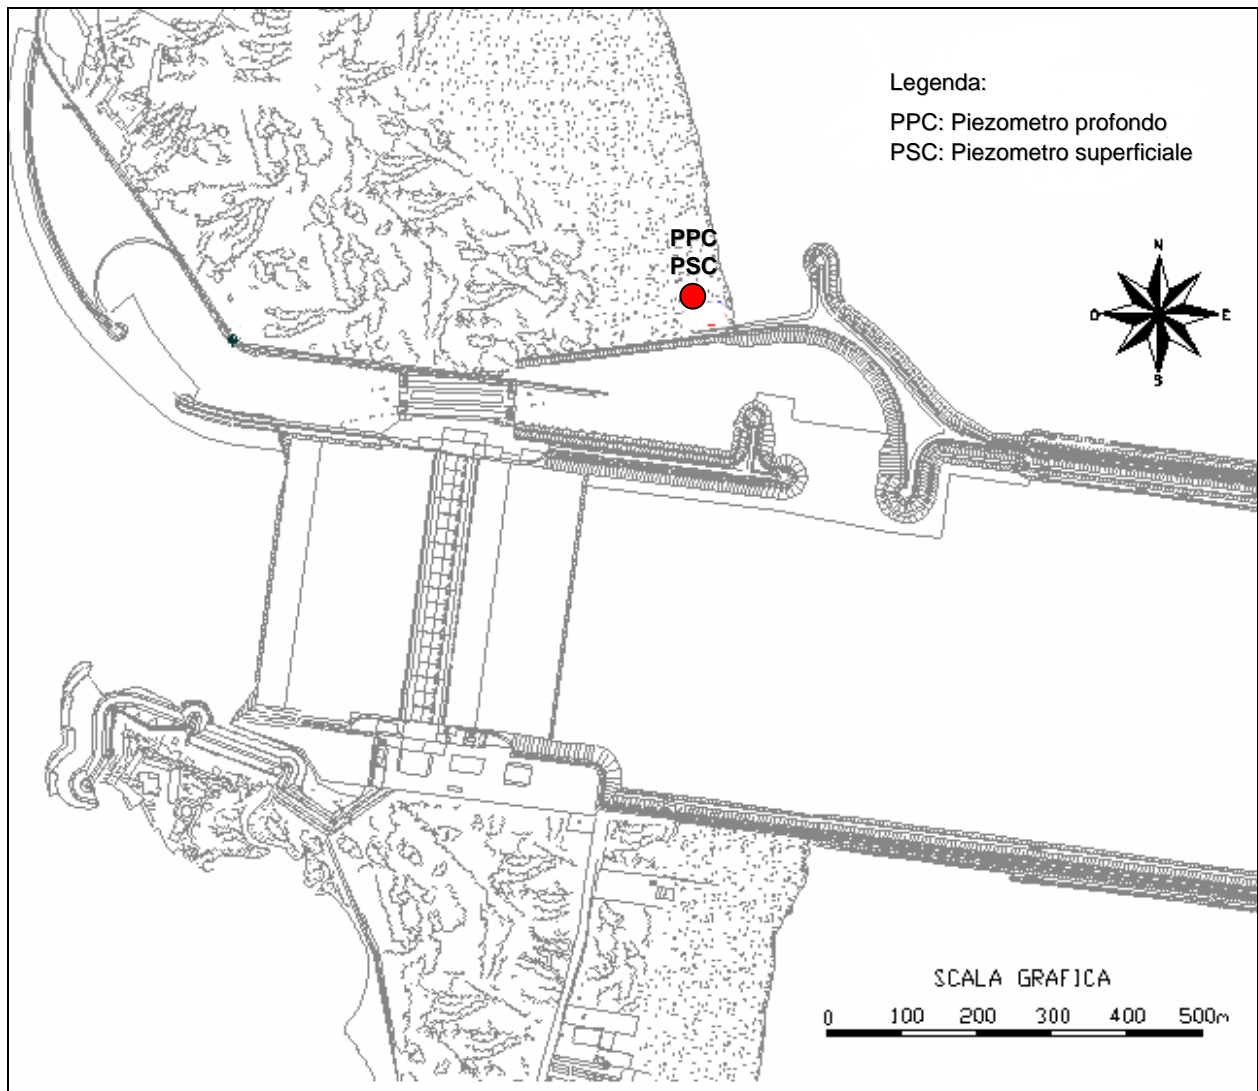 Legenda:
PPC: Piezometro profondo
PSC: Piezometro superficiale
PPC
PSC
N
O E
S
SCALA GRAFICA
0 100 200 300 400 500m